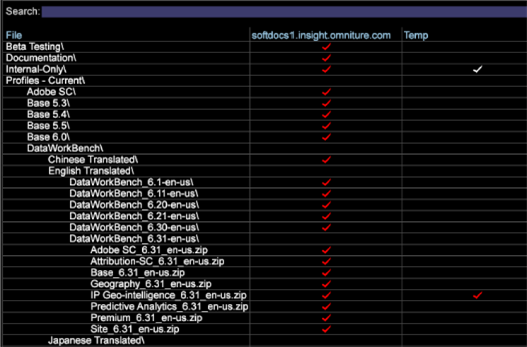 Search:
File softdocs1.insight.omniture.com Temp
Beta Testing\
Documentation\
Internal-Only\
Profiles - Current\
Adobe SC\
Base 5.3\
Base 5.4\
Base 5.5\
Base 6.0\
DataWorkBench\
Chinese Translated\
English Translated\
DataWorkBench_6.1-en-us\
DataWorkBench_6.11-en-us\
DataWorkBench_6.20-en-us\
DataWorkBench_6.21-en-us\
DataWorkBench_6.30-en-us\
DataWorkBench_6.31-en-us\
Adobe SC_6.31_en-us.zip
Attribution-SC_6.31_en-us.zip
Base_6.31_en-us.zip
Geography_6.31_en-us.zip
IP Geo-intelligence_6.31_en-us.zip
Predictive Analytics_6.31_en-us.zip
Premium_6.31_en-us.zip
Site_6.31_en-us.zip
Japanese Translated\